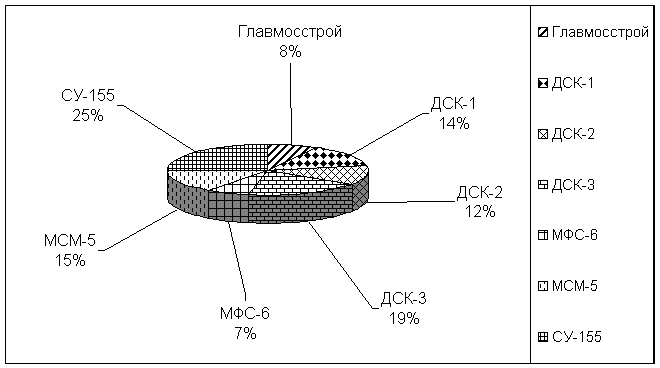 Главмосстрой
8%
СУ-155
25%
ДСК-1
14%
ДСК-2
12%
МСМ-5
15%
ДСК-3
19%
МФС-6
7%
Главмосстрой
ДСК-1
ДСК-2
ДСК-3
МФС-6
МСМ-5
СУ-155